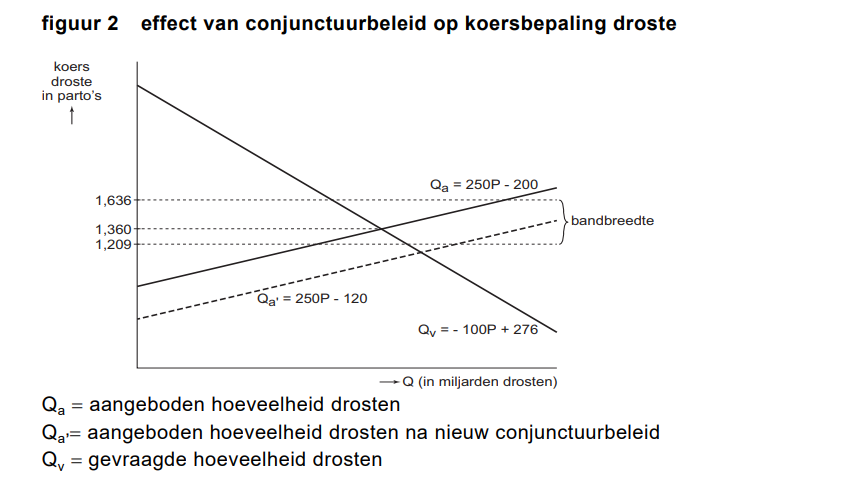 figuur 2 effect van conjunctuurbeleid op koersbepaling droste
koers
droste
in parto's
Qa = 250P - 200
1,636
bandbreedte
1,360
1,209
Qa' = 250P - 120
Qv = - 100P + 276
Q (in miljarden drosten)
Qa = aangeboden hoeveelheid drosten
Qa'= aangeboden hoeveelheid drosten na nieuw conjunctuurbeleid
Qv = gevraagde hoeveelheid drosten